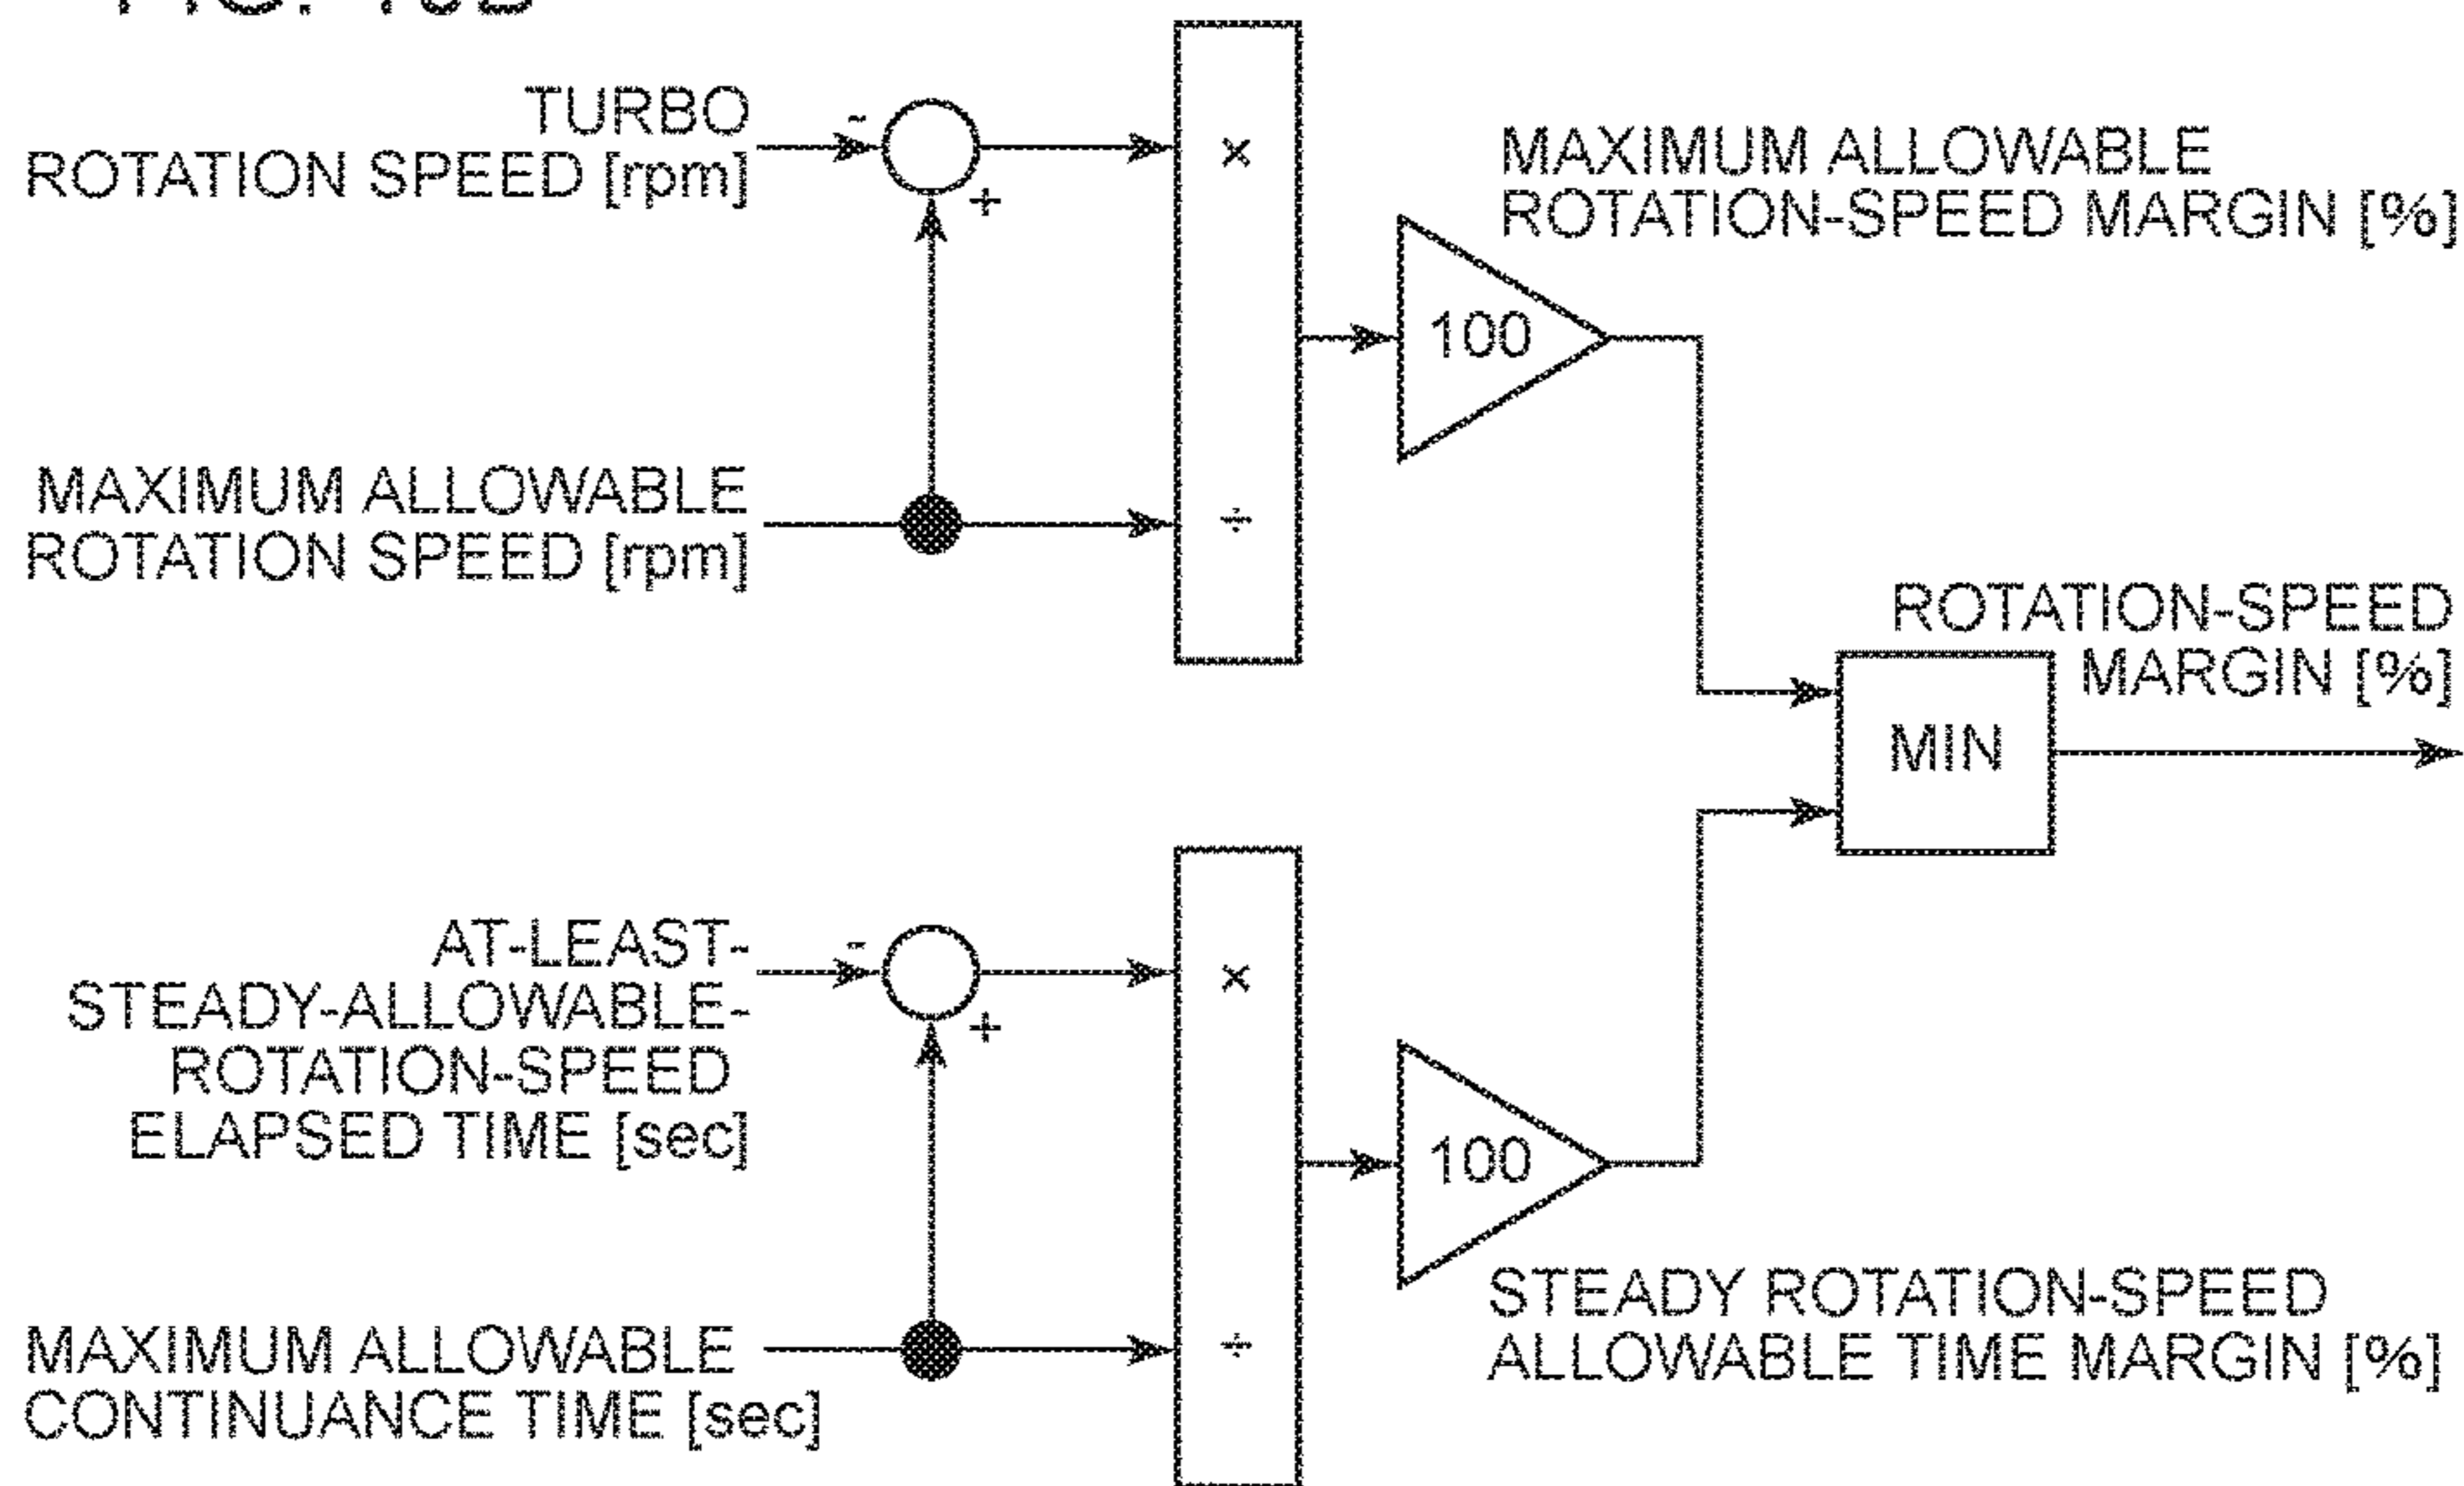 TURBO
ROTATION SPEED [rpm]
-
+
×
MAXIMUM ALLOWABLE
ROTATION-SPEED MARGIN [%]
100
MAXIMUM ALLOWABLE
ROTATION SPEED [rpm]
÷
ROTATION-SPEED
MARGIN [%]
MIN
AT-LEAST-
STEADY-ALLOWABLE-
ROTATION-SPEED
ELAPSED TIME [sec]
-
+
×
100
STEADY ROTATION-SPEED
ALLOWABLE TIME MARGIN [%]
MAXIMUM ALLOWABLE
CONTINUANCE TIME [sec]
÷